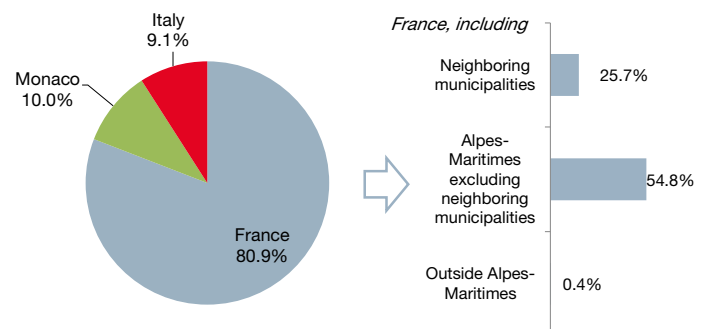 Italy
9.1%
Monaco
10.0%
France
80.9%
France, including
Neighboring
municipalities
25.7%
Alpes-
Maritimes
excluding
neighboring
municipalities
54.8%
Outside Alpes-
Maritimes
0.4%